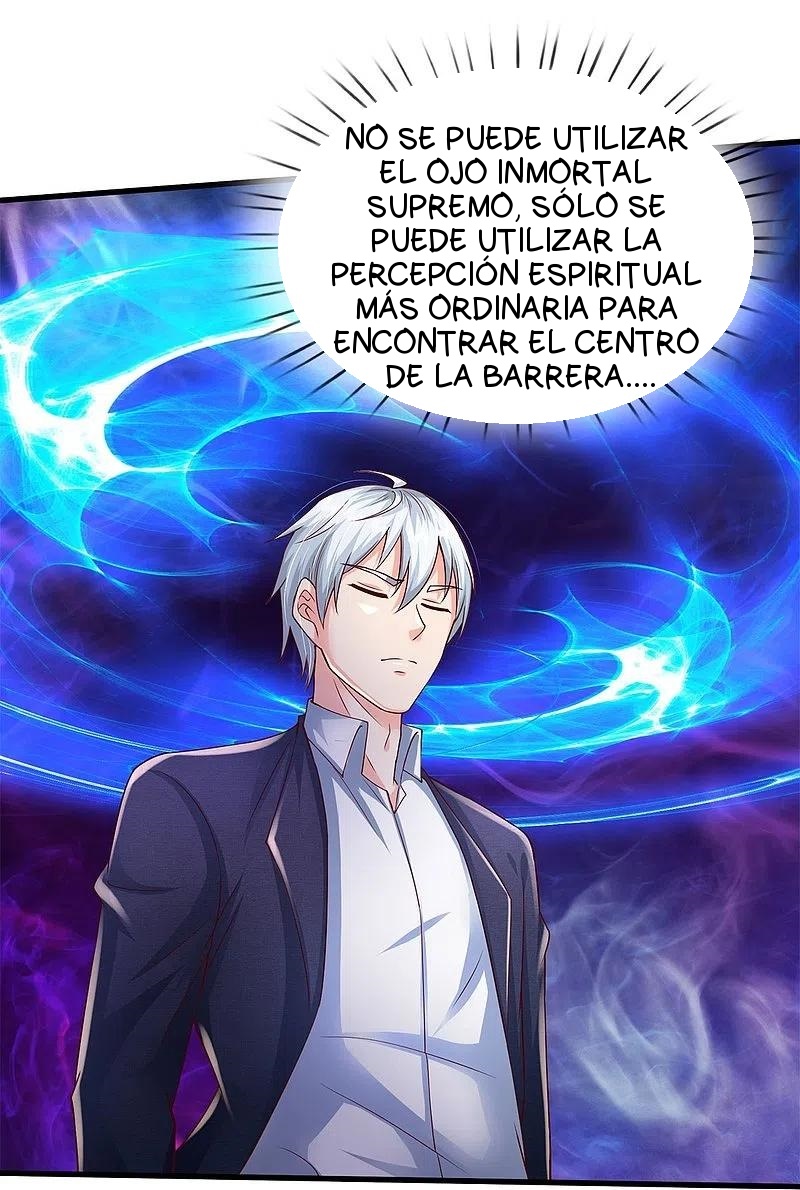 NO SE PUEDE UTILIZAR
EL OJO INMORTAL
SUPREMO, SÓLO SE
PUEDE UTILIZAR LA
PERCEPCIÓN ESPIRITUAL
MÁS ORDINARIA PARA
ENCONTRAR EL CENTRO
DE LA BARRERA....